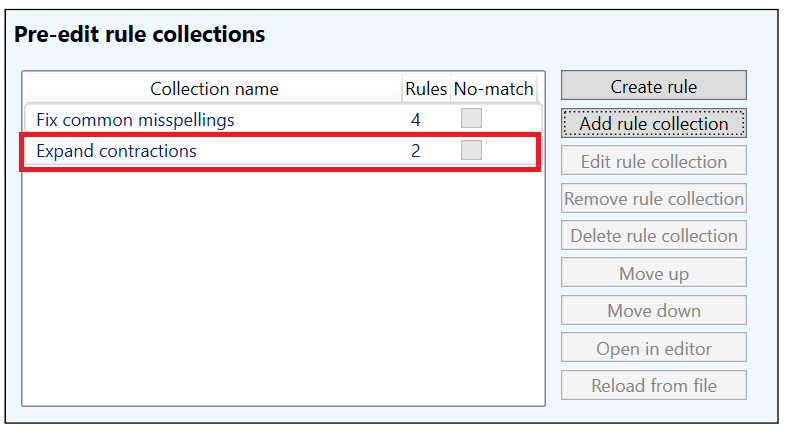 Pre-edit rule collections
Collection name Rules No-match
Fix common misspellings 4
Expand contractions 2
Create rule
Add rule collection
Edit rule collection
Remove rule collection
Delete rule collection
Move up
Move down
Open in editor
Reload from file